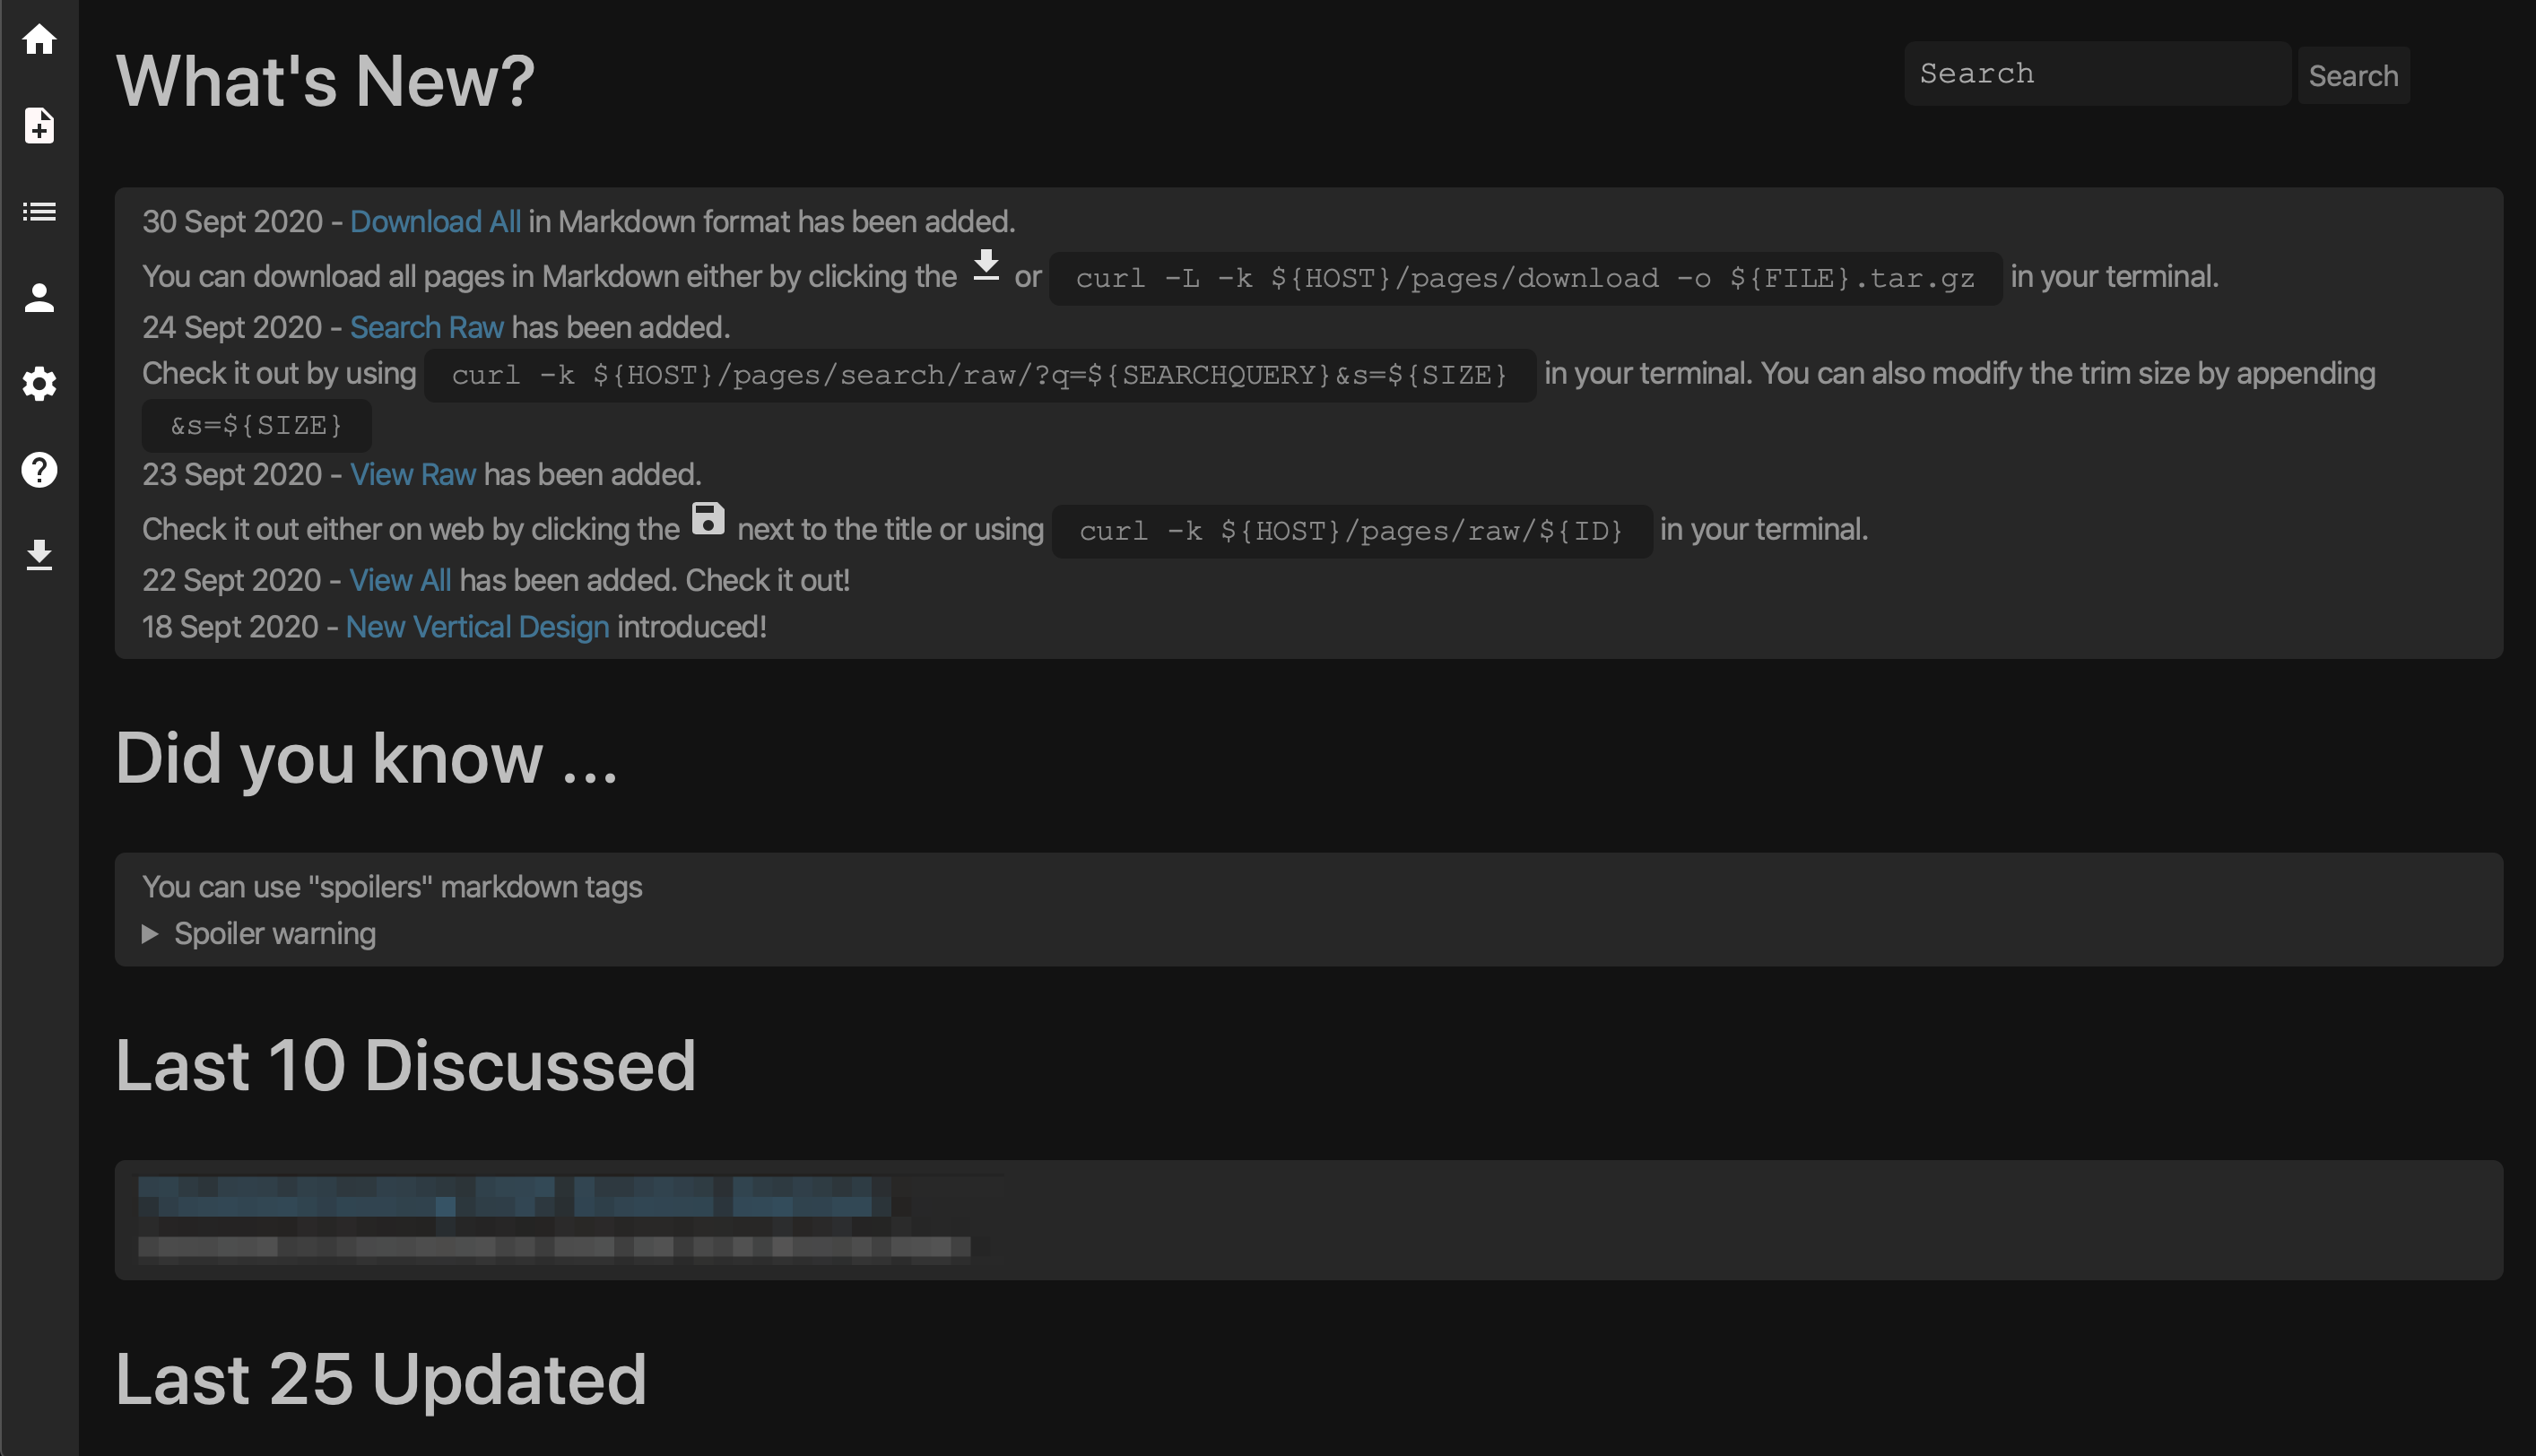 What's New?
Search Search
30 Sept 2020 - Download All in Markdown format has been added.
You can download all pages in Markdown either by clicking the or curl -L -k ${HOST}/pages/download -o ${FILE}.tar.gz in your terminal.
24 Sept 2020 - Search Raw has been added.
Check it out by using curl -k ${HOST}/pages/search/raw/?q=${SEARCHQUERY}&s=${SIZE} in your terminal. You can also modify the trim size by appending
&s=${SIZE}
23 Sept 2020 - View Raw has been added.
Check it out either on web by clicking the next to the title or using curl -k ${HOST}/pages/raw/${ID} in your terminal.
22 Sept 2020 - View All has been added. Check it out!
18 Sept 2020 - New Vertical Design introduced!
Did you know ...
You can use "spoilers" markdown tags
Spoiler warning
Last 10 Discussed
Last 25 Updated